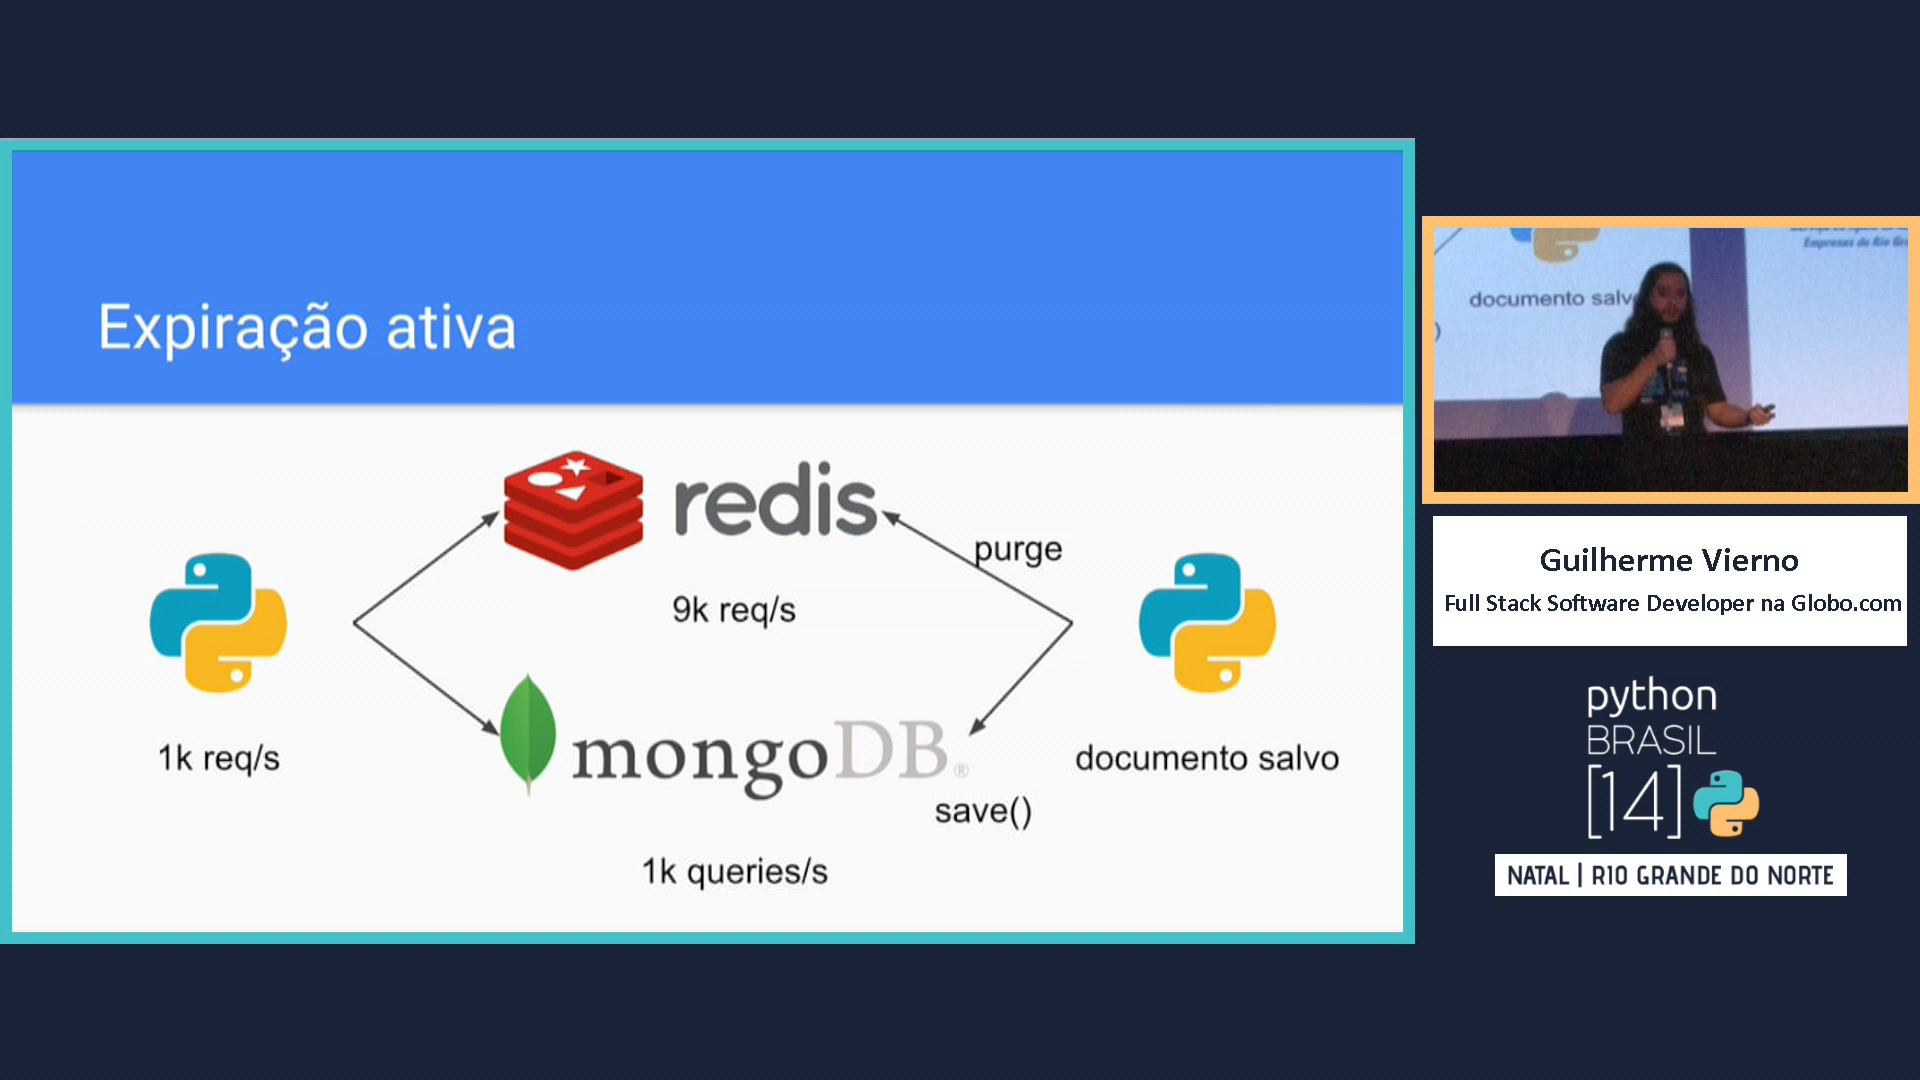 Expiração ativa
redis
purge
9k req/s
1k req/s
mongoDB®
documento salvo
save()
1k queries/s
documento salv
Guilherme Vierno
Full Stack Software Developer na Globo.com
python
BRASIL
[14]
NATAL | RIO GRANDE DO NORTE